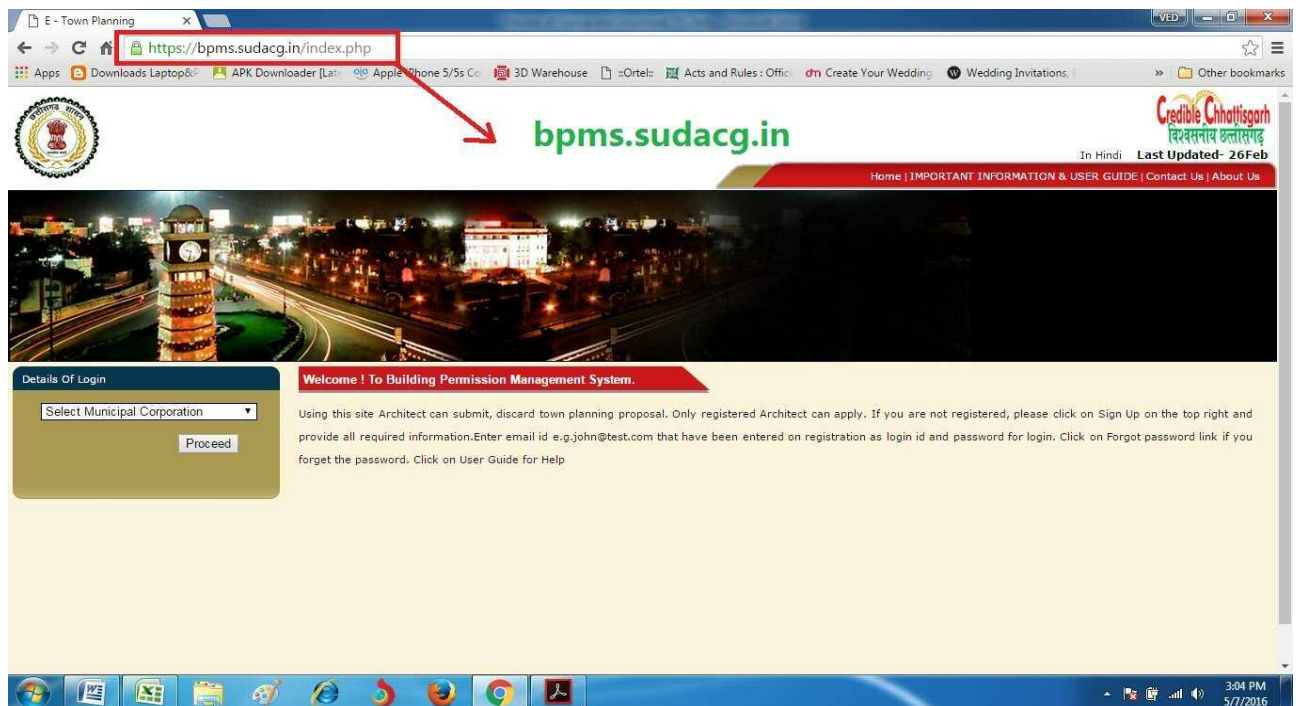 E - Town Planning
VED
https://bpms.sudacg.in/index.php
Apps Downloads Laptop& APK Downloader [Late Apple iPhone 5/5s Co 3D Warehouse ::Ortel:: Acts and Rules : Offic Create Your Wedding Wedding Invitations, » Other bookmarks
bpms.sudacg.in
Credible Chhattisgarh
विश्वसनीय छत्तीसगढ़
In Hindi Last Updated- 26Feb
Home | IMPORTANT INFORMATION & USER GUIDE | Contact Us | About Us
Details Of Login
Select Municipal Corporation
Proceed
Welcome ! To Building Permission Management System.
Using this site Architect can submit, discard town planning proposal. Only registered Architect can apply. If you are not registered, please click on Sign Up on the top right and
provide all required information.Enter email id e.g.john@test.com that have been entered on registration as login id and password for login. Click on Forgot password link if you
forget the password. Click on User Guide for Help
3:04 PM
5/7/2016